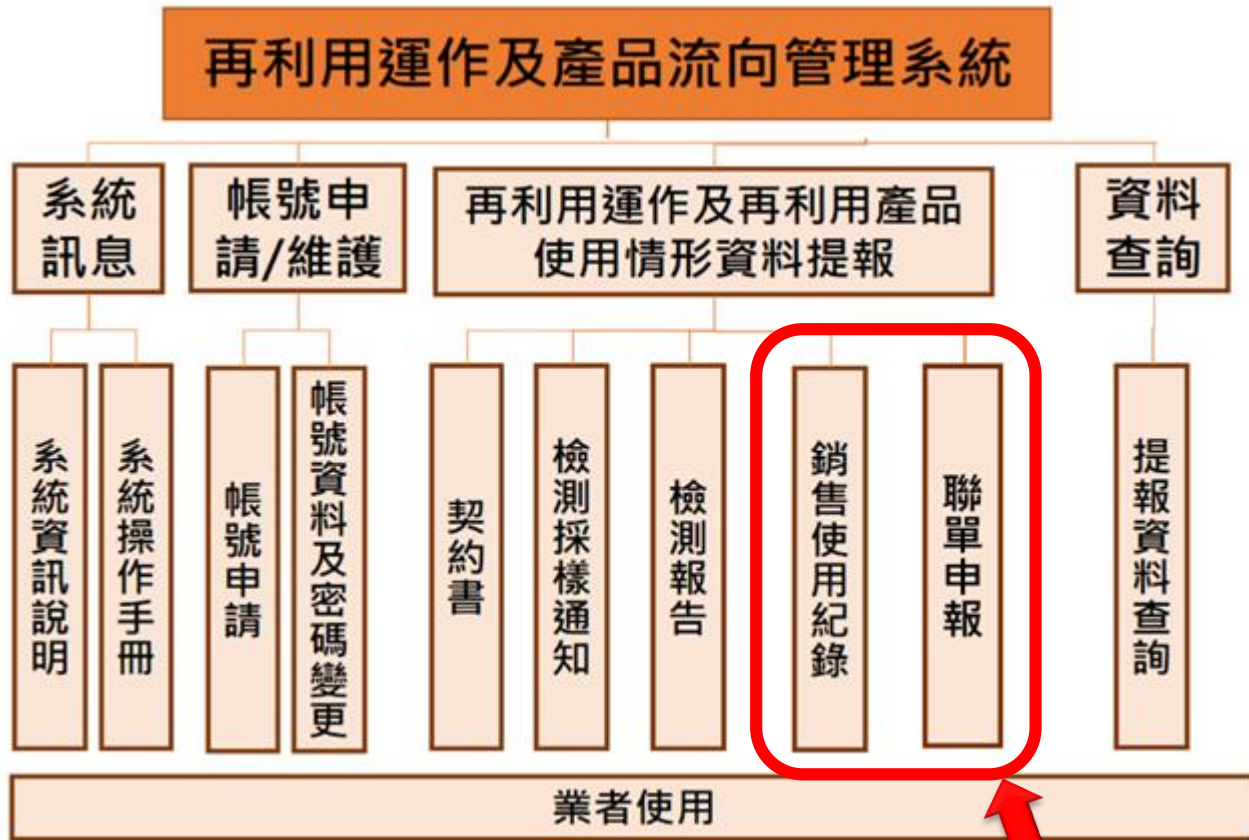 再利用運作及產品流向管理系統
系統
訊息
帳號申
請/維護
再利用運作及再利用產品
使用情形資料提報
資料
查詢
系統資訊說明
系統操作手冊
帳號申請
帳號資料及密碼變更
契約書
檢測採樣通知
檢測報告
銷售使用紀錄
聯單申報
提報資料查詢
業者使用